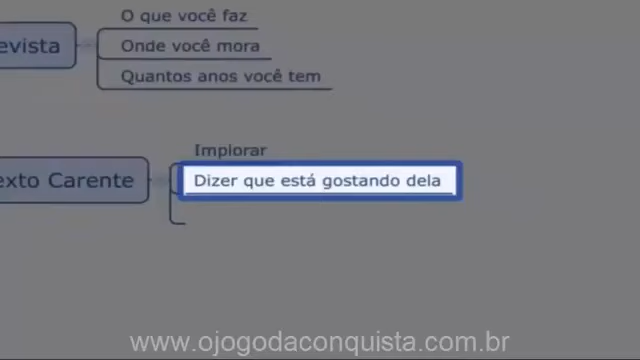 O que você faz
evista
Onde você mora
Quantos anos você tem
Implorar
exto Carente
Dizer que está gostando dela
www.ojogodaconquista.com.br